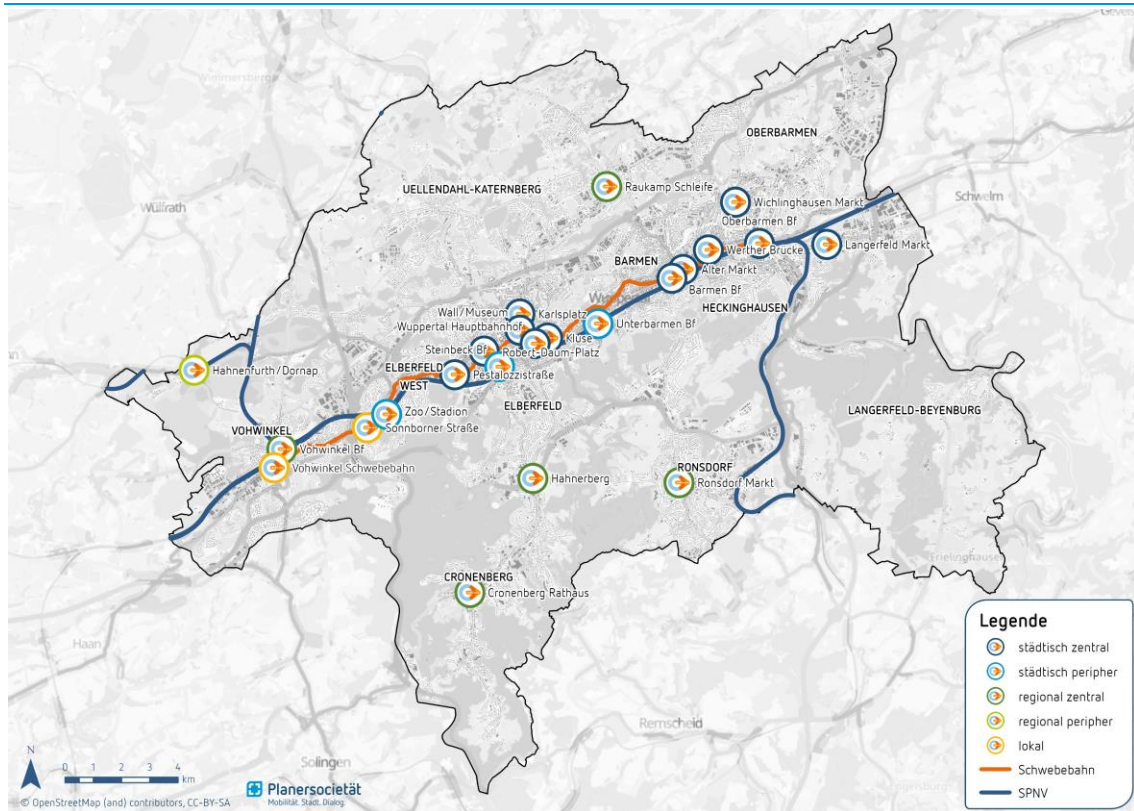 Gevels
Wimmersberg
OBERBARMEN
UELLENDAHL-KATERNBERG
Raukamp Schleife
Wülfrath
Schwelm
Wichlinghausen Markt
Oberbarmen Bf
Langerfeld Markt
Werther Brücke
BARMEN
Alter Markt
Barmen Bf
HECKINGHAUSEN
Wall/Museum
Karlsplatz
Wuppertal
Wuppertal Hauptbahnhof
Unterbarmen Bf
Kluse
Steinbeck Bf
Robert-Daum-Platz
ELBERFELD
WEST
Pestalozzistraße
Hahnenfurth/Dornap
ELBERFELD
LANGERFELD-BEYENBURG
Zoo/Stadion
Sonnborner Straße
VOHWINKEL
Vohwinkel Bf
Vohwinkel Schwebebahn
Hahnerberg
RONSDORF
Ronsdorf Markt
CRONENBERG
Cronenberg Rathaus
Haan
Remscheid
Solingen
Legende
städtisch zentral
städtisch peripher
regional zentral
regional peripher
lokal
Schwebebahn
SPNV
N
0 1 2 3 4
km
Planersocietät
Mobilität. Stadt. Dialog.
© OpenStreetMap (and) contributors, CC-BY-SA